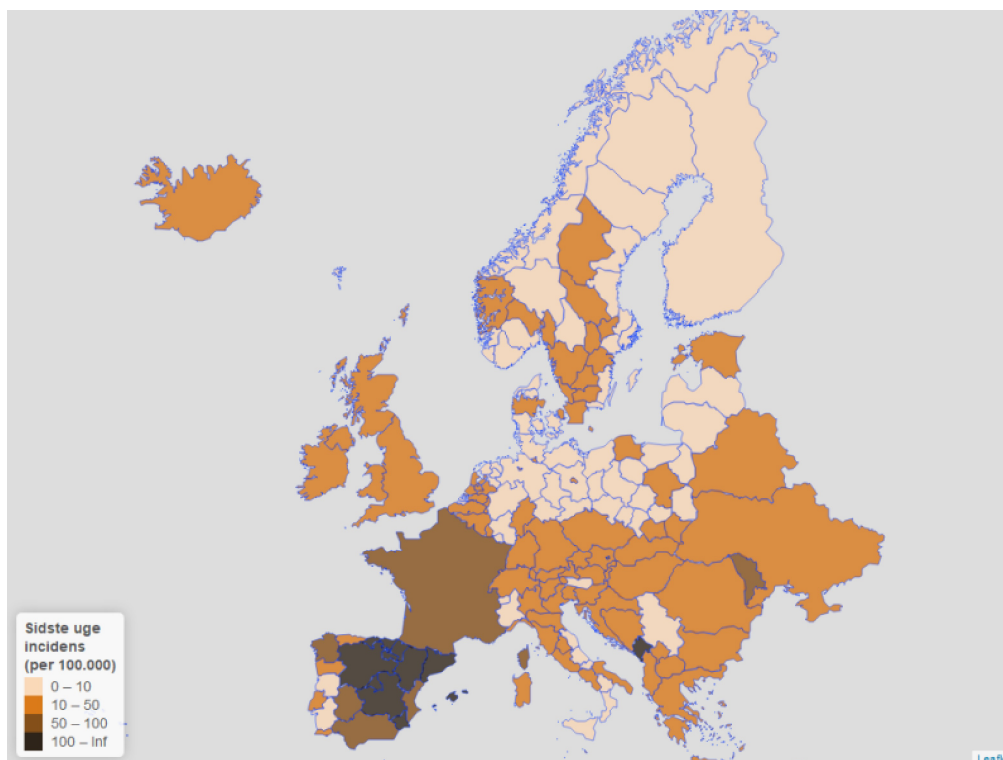 Sidste uge
incidens
(per 100.000)
0 – 10
10 – 50
50 – 100
100 – Inf